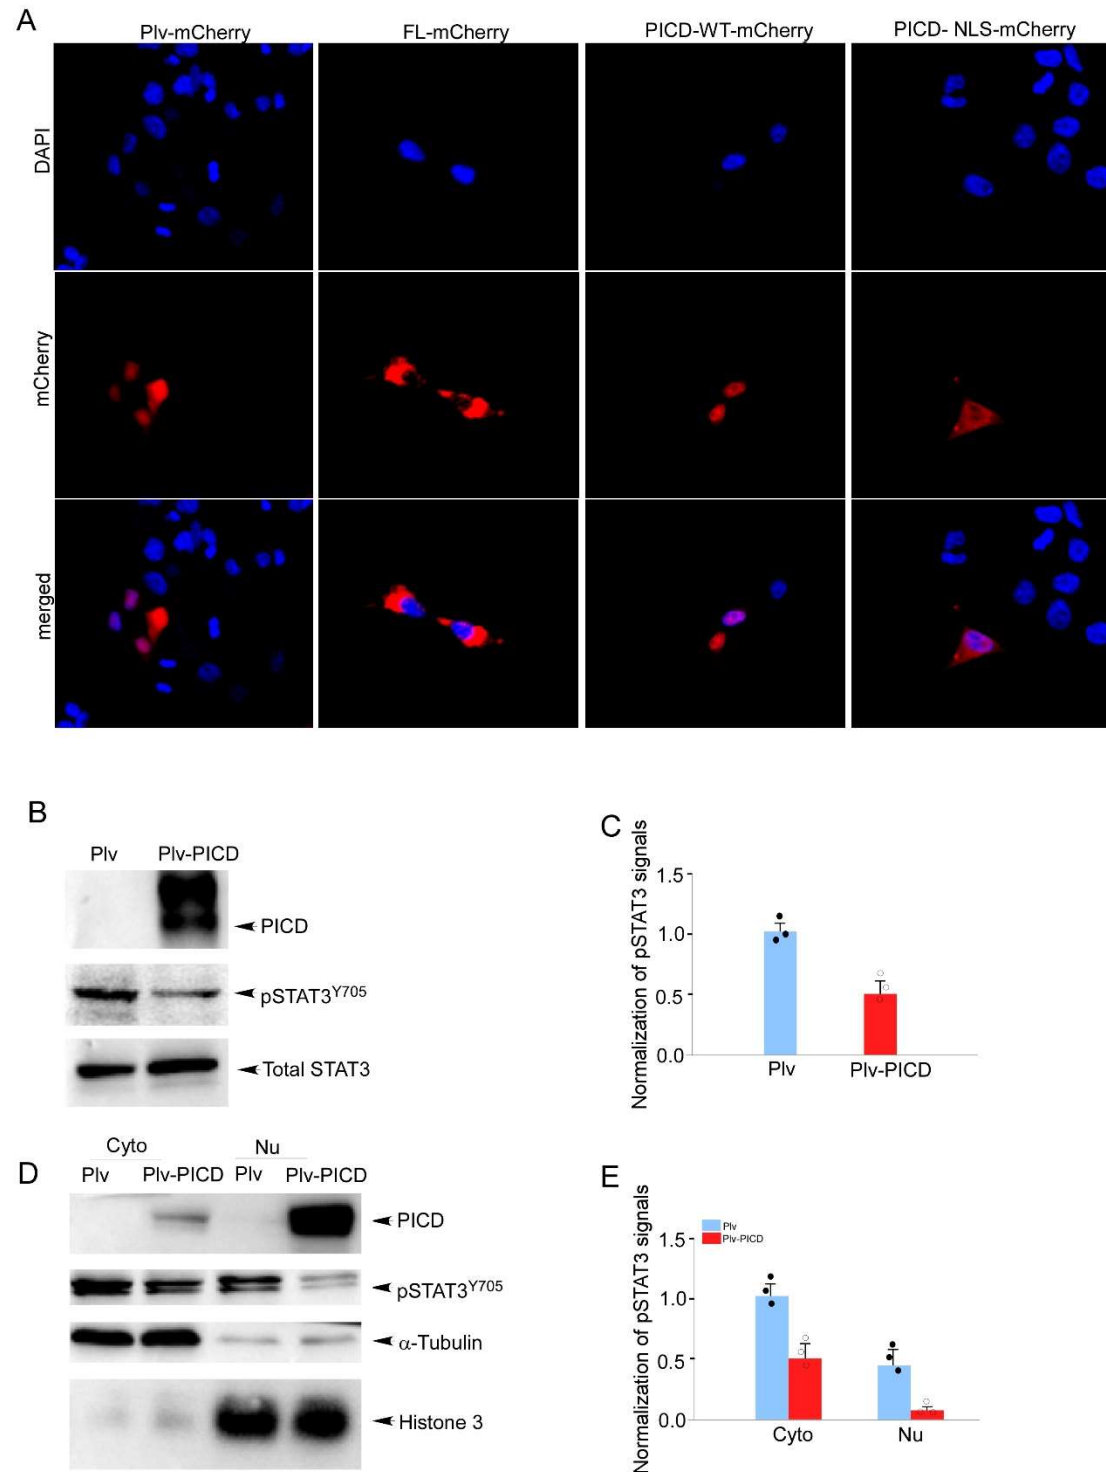 A
Plv-mCherry
FL-mCherry
PICD-WT-mCherry
PICD- NLS-mCherry
DAPI
mCherry
merged
B
Plv Plv-PICD
PICD
pSTAT3Y705
Total STAT3
C
Normalization of pSTAT3 signals
1.5
1.0
0.5
0.0
Plv Plv-PICD
D
Cyto Nu
Plv Plv-PICD Plv Plv-PICD
PICD
pSTAT3Y705
α-Tubulin
Histone 3
E
Normalization of pSTAT3 signals
Plv
Plv-PICD
1.5
1.0
0.5
0.0
Cyto Nu